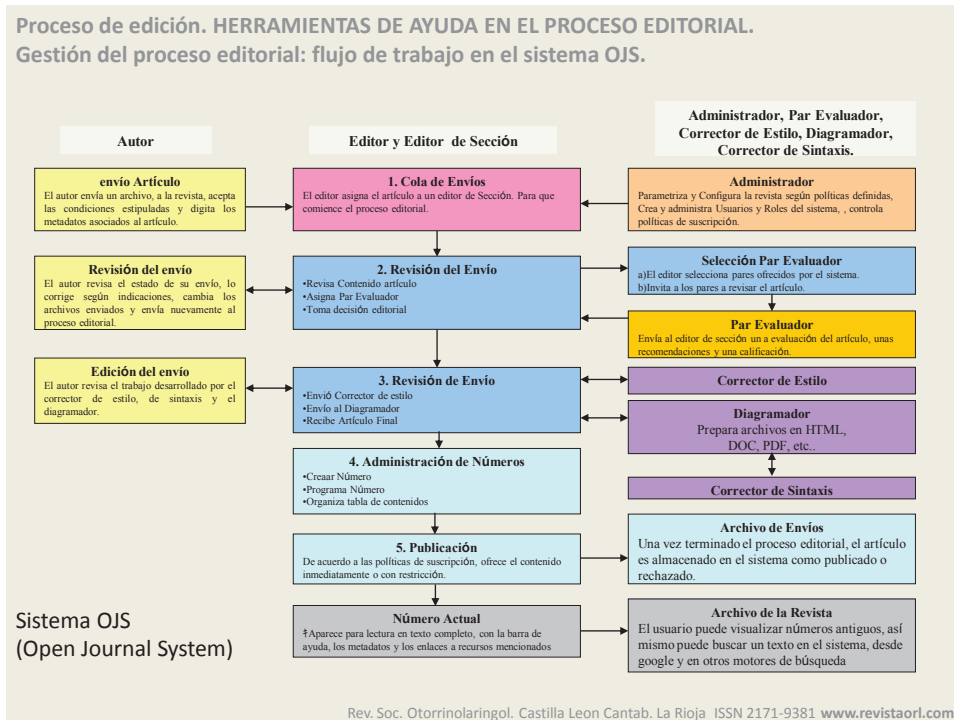 Proceso de edición. HERRAMIENTAS DE AYUDA EN EL PROCESO EDITORIAL.
Gestión del proceso editorial: flujo de trabajo en el sistema OJS.
Autor
Editor y Editor de Sección
Administrador, Par Evaluador,
Corrector de Estilo, Diagramador,
Corrector de Sintaxis.
envío Artículo
El autor envía un archivo, a la revista, acepta
las condiciones estipuladas y digita los
metadatos asociados al artículo.
1. Cola de Envíos
El editor asigna el artículo a un editor de Sección. Para que
comience el proceso editorial.
Administrador
Parametriza y Configura la revista según políticas definidas,
Crea y administra Usuarios y Roles del sistema, , controla
políticas de suscripción.
Revisión del envío
El autor revisa el estado de su envío, lo
corrige según indicaciones, cambia los
archivos enviados y envía nuevamente al
proceso editorial.
2. Revisión del Envío
•Revisa Contenido artículo
•Asigna Par Evaluador
•Toma decisión editorial
Selección Par Evaluador
a)El editor selecciona pares ofrecidos por el sistema.
b)Invita a los pares a revisar el artículo.
Par Evaluador
Envía al editor de sección un a evaluación del artículo, unas
recomendaciones y una calificación.
Edición del envío
El autor revisa el trabajo desarrollado por el
corrector de estilo, de sintaxis y el
diagramador.
3. Revisión de Envío
•Envió Corrector de estilo
•Envío al Diagramador
•Recibe Artículo Final
Corrector de Estilo
Diagramador
Prepara archivos en HTML,
DOC, PDF, etc..
Corrector de Sintaxis
4. Administración de Números
•Creaar Número
•Programa Número
•Organiza tabla de contenidos
5. Publicación
De acuerdo a las políticas de suscripción, ofrece el contenido
inmediatamente o con restricción.
Archivo de Envíos
Una vez terminado el proceso editorial, el artículo
es almacenado en el sistema como publicado o
rechazado.
Número Actual
Aparece para lectura en texto completo, con la barra de
ayuda, los metadatos y los enlaces a recursos mencionados
Archivo de la Revista
El usuario puede visualizar números antiguos, así
mismo puede buscar un texto en el sistema, desde
google y en otros motores de búsqueda
Sistema OJS
(Open Journal System)
Rev. Soc. Otorrinolaringol. Castilla Leon Cantab. La Rioja ISSN 2171-9381 www.revistaorl.com